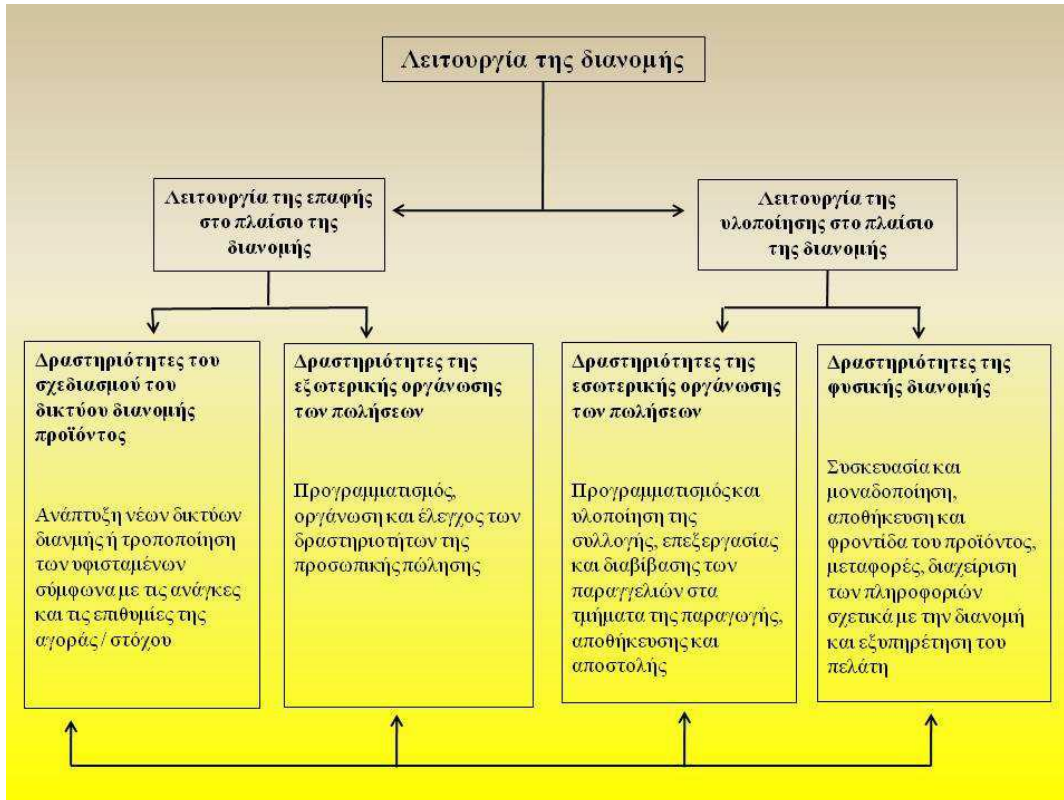 Λειτουργία της διανομής
Λειτουργία της επαφής
στο πλαίσιο της
διανομής
Λειτουργία της
υλοποίησης στο πλαίσιο
της διανομής
Δραστηριότητες του
σχεδιασμού του
δικτύου διανομής
προϊόντος
Ανάπτυξη νέων δικτύων
διανμής ή τροποποίηση
των υφισταμένων
σύμφωνα με τις ανάγκες
και τις επιθυμίες της
αγοράς / στόχου
Δραστηριότητες της
εξωτερικής οργάνωσης
των πωλήσεων
Προγραμματισμός,
οργάνωση και έλεγχος των
δραστηριοτήτων της
προσωπικής πώλησης
Δραστηριότητες της
εσωτερικής οργάνωσης
των πωλήσεων
Προγραμματισμός και
υλοποίηση της
συλλογής, επεξεργασίας
και διαβίβασης των
παραγγελιών στα
τμήματα της παραγωγής,
αποθήκευσης και
αποστολής
Δραστηριότητες της
φυσικής διανομής
Συσκευασία και
μοναδοποίηση,
αποθήκευση και
φροντίδα του προϊόντος,
μεταφορές, διαχείριση
των πληροφοριών
σχετικά με την διανομή
και εξυπηρέτηση του
πελάτη